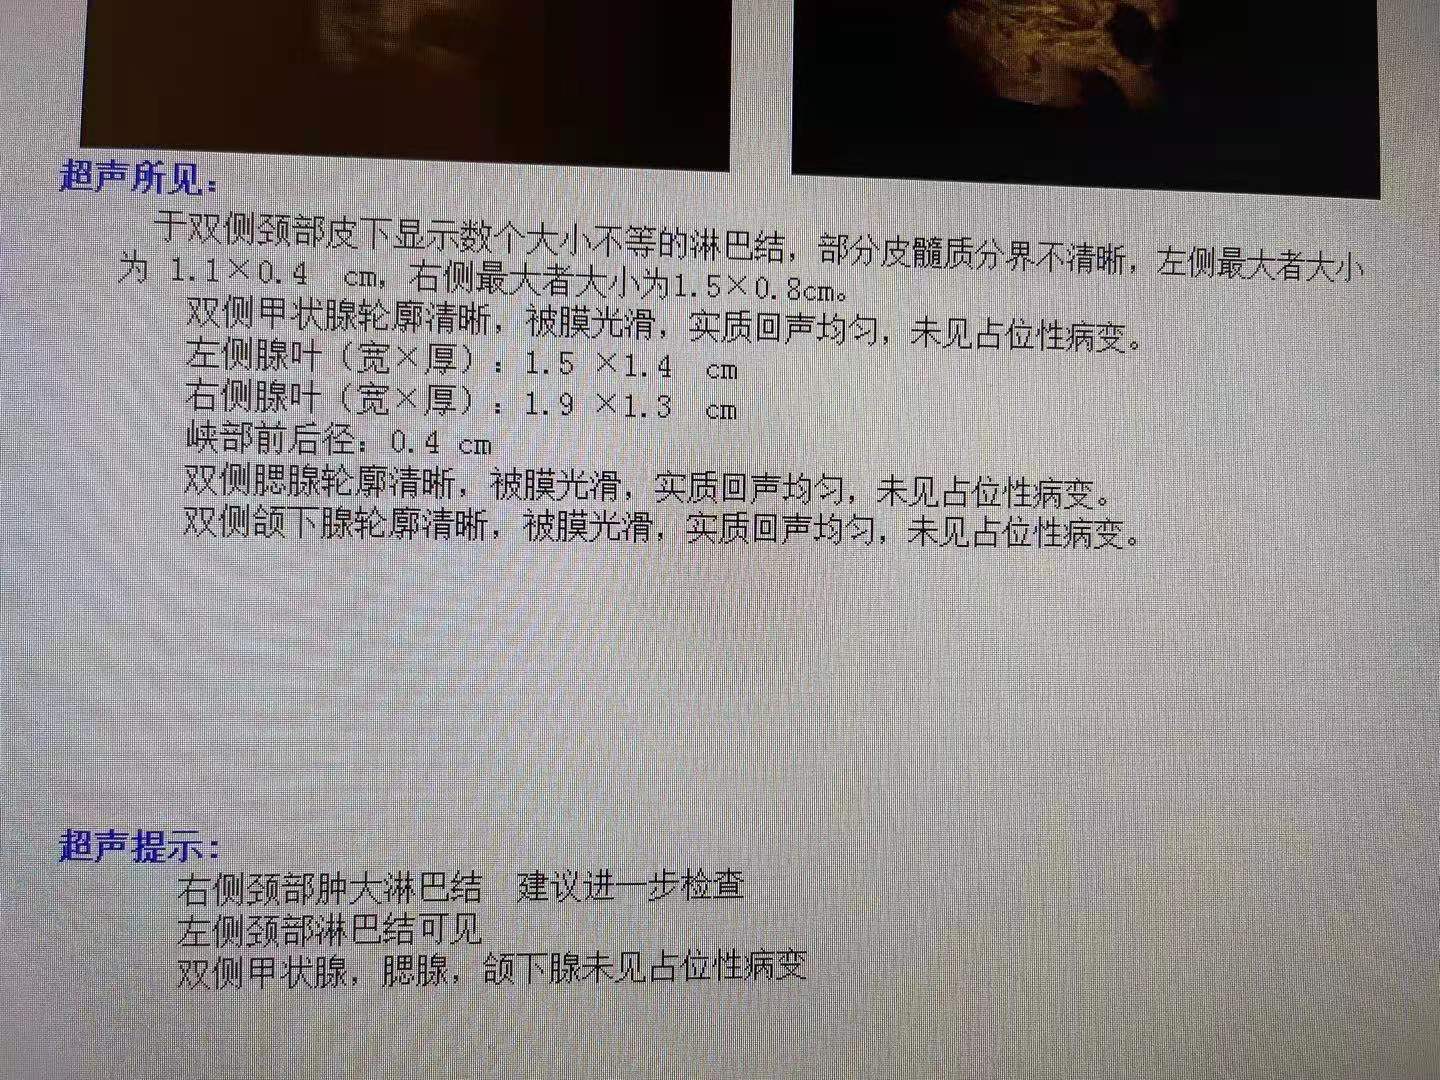 超声所见：
于双侧颈部皮下显示数个大小不等的淋巴结，部分皮髓质分界不清晰，左侧最大者大小
为 1.1×0.4 cm，右侧最大者大小为1.5×0.8cm。
双侧甲状腺轮廓清晰，被膜光滑，实质回声均匀，未见占位性病变。
左侧腺叶（宽×厚）：1.5 ×1.4 cm
右侧腺叶（宽×厚）：1.9 ×1.3 cm
峡部前后径：0.4 cm
双侧腮腺轮廓清晰，被膜光滑，实质回声均匀，未见占位性病变。
双侧颌下腺轮廓清晰，被膜光滑，实质回声均匀，未见占位性病变。
超声提示：
右侧颈部肿大淋巴结 建议进一步检查
左侧颈部淋巴结可见
双侧甲状腺，腮腺，颌下腺未见占位性病变